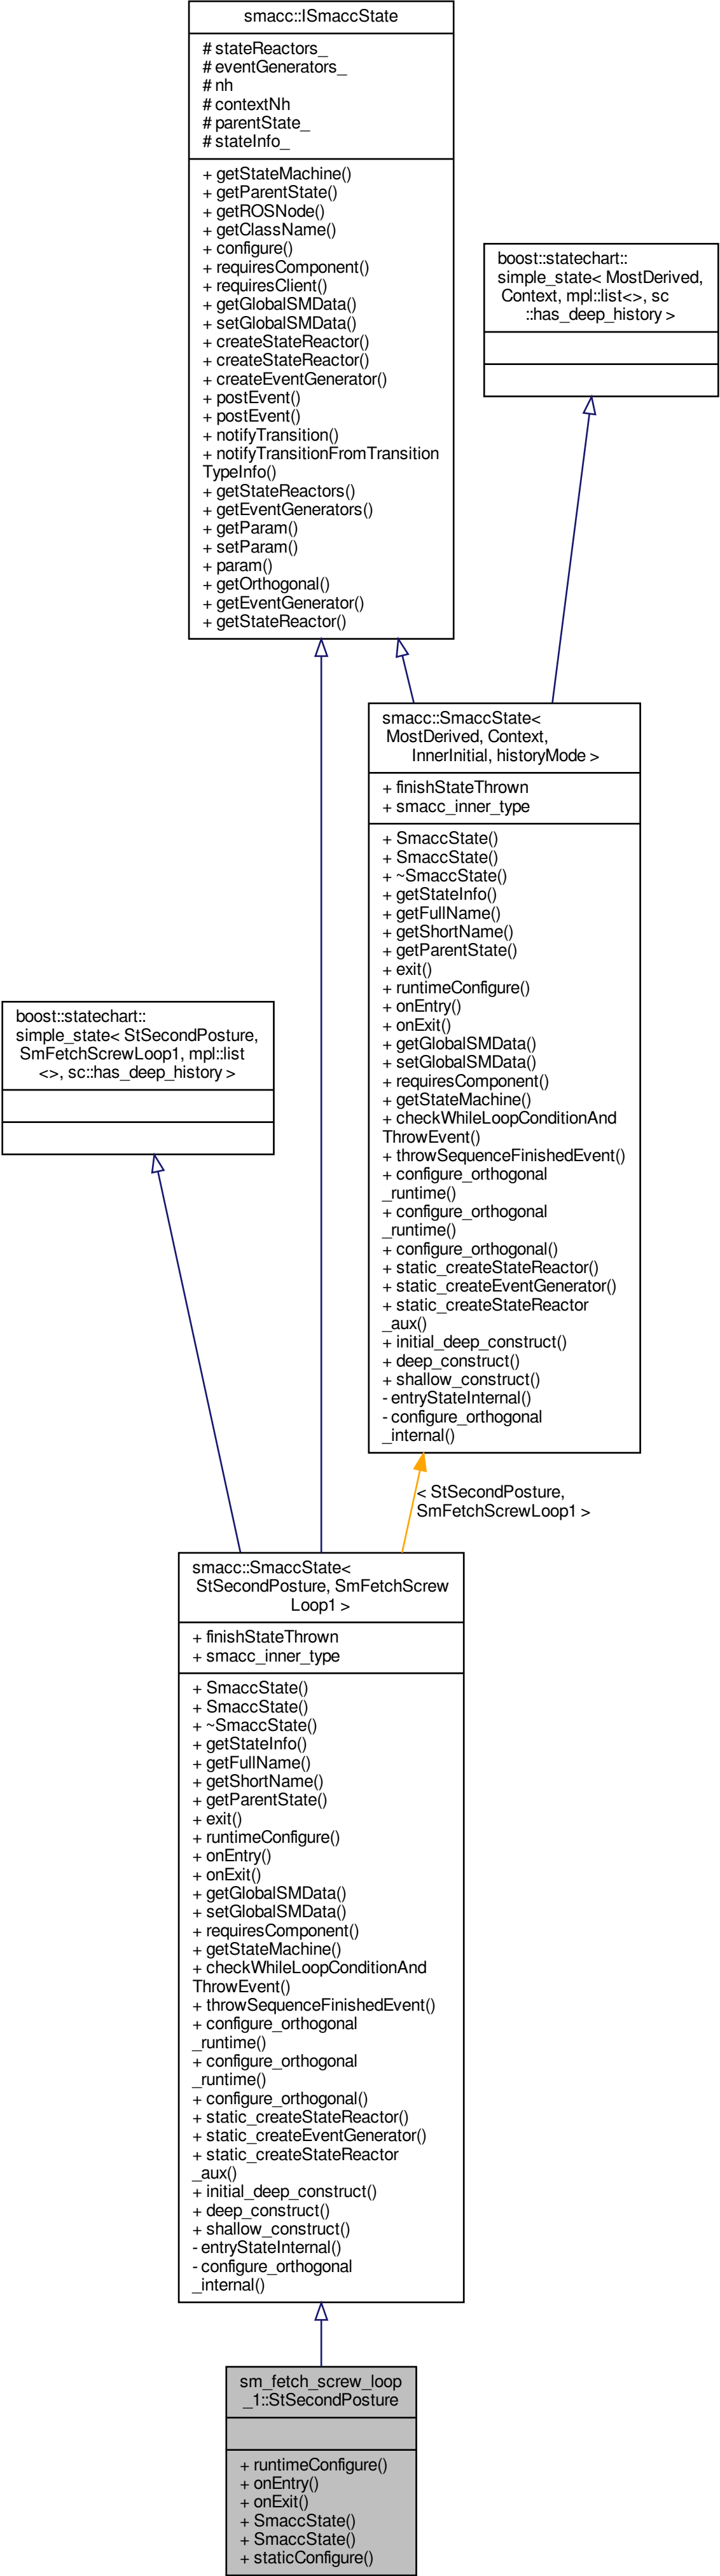 smacc::ISmaccState
# stateReactors_
# eventGenerators_
# nh
# contextNh
# parentState_
# stateInfo_
+ getStateMachine()
+ getParentState()
+ getROSNode()
+ getClassName()
+ configure()
+ requiresComponent()
+ requiresClient()
+ getGlobalSMData()
+ setGlobalSMData()
+ createStateReactor()
+ createStateReactor()
+ createEventGenerator()
+ postEvent()
+ postEvent()
+ notifyTransition()
+ notifyTransitionFromTransition
TypeInfo()
+ getStateReactors()
+ getEventGenerators()
+ getParam()
+ setParam()
+ param()
+ getOrthogonal()
+ getEventGenerator()
+ getStateReactor()
boost::statechart::
simple_state< MostDerived,
Context, mpl::list<>, sc
::has_deep_history >
smacc::SmaccState<
MostDerived, Context,
InnerInitial, historyMode >
+ finishStateThrown
+ smacc_inner_type
+ SmaccState()
+ SmaccState()
+ ~SmaccState()
+ getStateInfo()
+ getFullName()
+ getShortName()
+ getParentState()
+ exit()
+ runtimeConfigure()
+ onEntry()
+ onExit()
+ getGlobalSMData()
+ setGlobalSMData()
+ requiresComponent()
+ getStateMachine()
+ checkWhileLoopConditionAnd
ThrowEvent()
+ throwSequenceFinishedEvent()
+ configure_orthogonal
_runtime()
+ configure_orthogonal
_runtime()
+ configure_orthogonal()
+ static_createStateReactor()
+ static_createEventGenerator()
+ static_createStateReactor
_aux()
+ initial_deep_construct()
+ deep_construct()
+ shallow_construct()
- entryStateInternal()
- configure_orthogonal
_internal()
boost::statechart::
simple_state< StSecondPosture,
SmFetchScrewLoop1, mpl::list
<>, sc::has_deep_history >
< StSecondPosture,
SmFetchScrewLoop1 >
smacc::SmaccState<
StSecondPosture, SmFetchScrew
Loop1 >
+ finishStateThrown
+ smacc_inner_type
+ SmaccState()
+ SmaccState()
+ ~SmaccState()
+ getStateInfo()
+ getFullName()
+ getShortName()
+ getParentState()
+ exit()
+ runtimeConfigure()
+ onEntry()
+ onExit()
+ getGlobalSMData()
+ setGlobalSMData()
+ requiresComponent()
+ getStateMachine()
+ checkWhileLoopConditionAnd
ThrowEvent()
+ throwSequenceFinishedEvent()
+ configure_orthogonal
_runtime()
+ configure_orthogonal
_runtime()
+ configure_orthogonal()
+ static_createStateReactor()
+ static_createEventGenerator()
+ static_createStateReactor
_aux()
+ initial_deep_construct()
+ deep_construct()
+ shallow_construct()
- entryStateInternal()
- configure_orthogonal
_internal()
sm_fetch_screw_loop
_1::StSecondPosture
+ runtimeConfigure()
+ onEntry()
+ onExit()
+ SmaccState()
+ SmaccState()
+ staticConfigure()